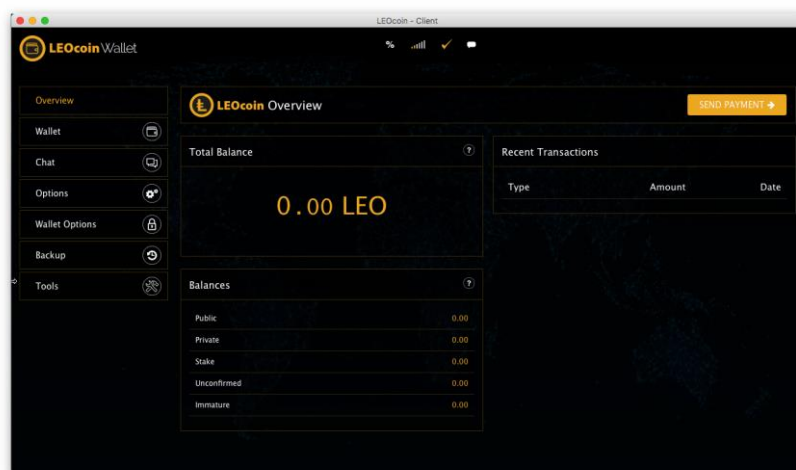 LEOcoin - Client
LEOcoin Wallet
%
Overview
Wallet
Chat
Options
Wallet Options
Backup
Tools
LEOcoin Overview
SEND PAYMENT →
Total Balance ?
0.00 LEO
Balances ?
Public 0.00
Private 0.00
Stake 0.00
Unconfirmed 0.00
Immature 0.00
Recent Transactions
Type Amount Date